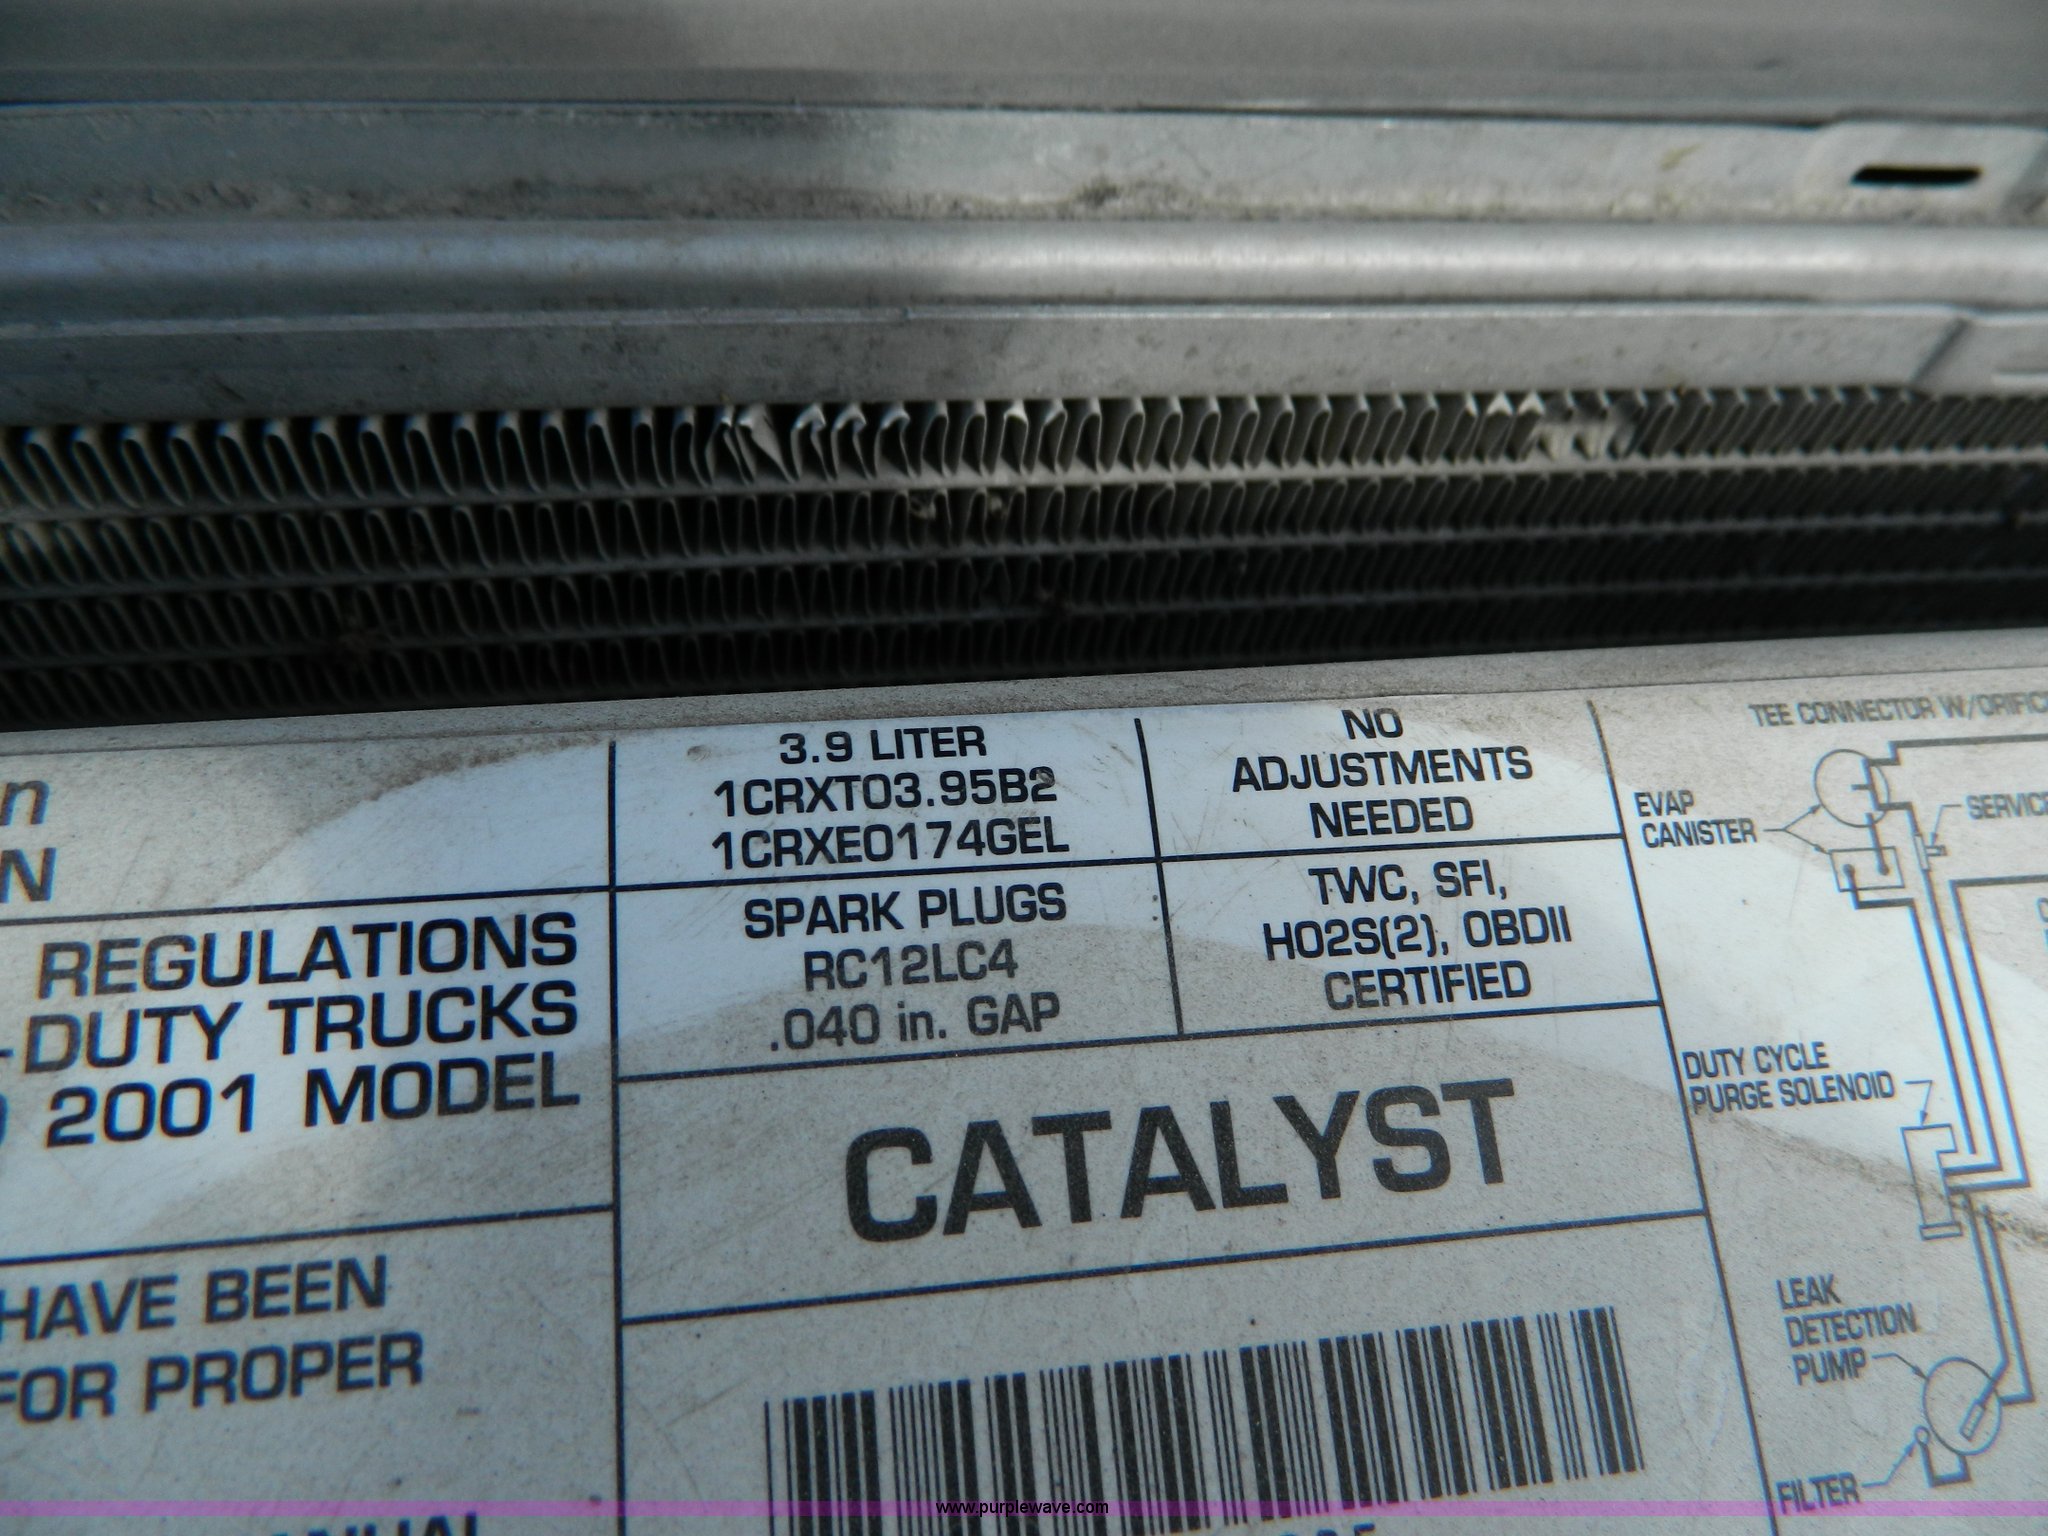 n
N
REGULATIONS
-DUTY TRUCKS
2001 MODEL
HAVE BEEN
FOR PROPER
3.9 LITER
1CRXT03.95B2
1CRXE0174GEL
SPARK PLUGS
RC12LC4
.040 in. GAP
NO
ADJUSTMENTS
NEEDED
TWC, SFI,
HO2S(2), OBDII
CERTIFIED
CATALYST
TEE CONNECTOR W/ORIFIC
EVAP
CANISTER
SERVICE
DUTY CYCLE
PURGE SOLENOID
LEAK
DETECTION
PUMP
FILTER
www.purplewave.com